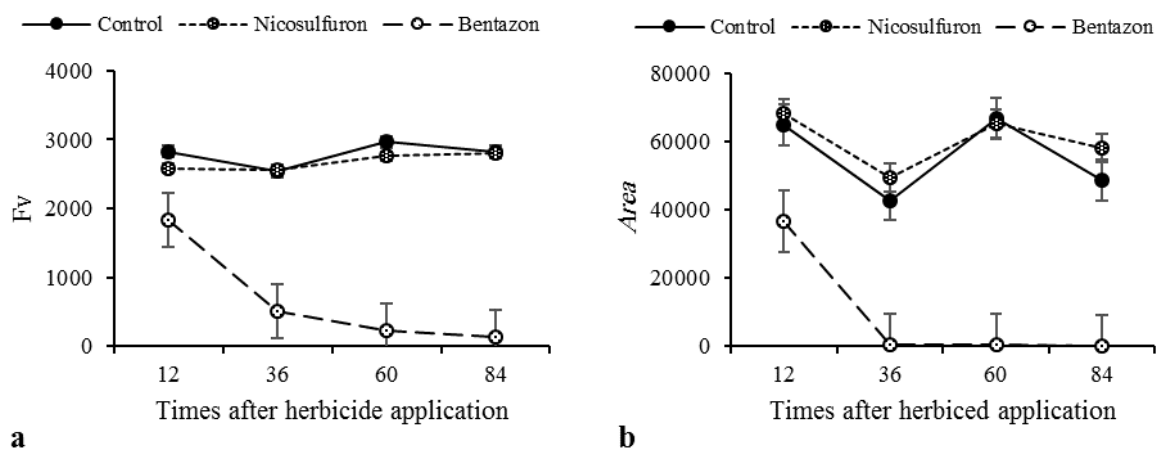 Control Nicosulfuron Bentazon
4000
3000
2000
1000
0
Fv
12 36 60 84
Times after herbicide application
a
Control Nicosulfuron Bentazon
80000
60000
40000
20000
0
Area
12 36 60 84
Times after herbiced application
b